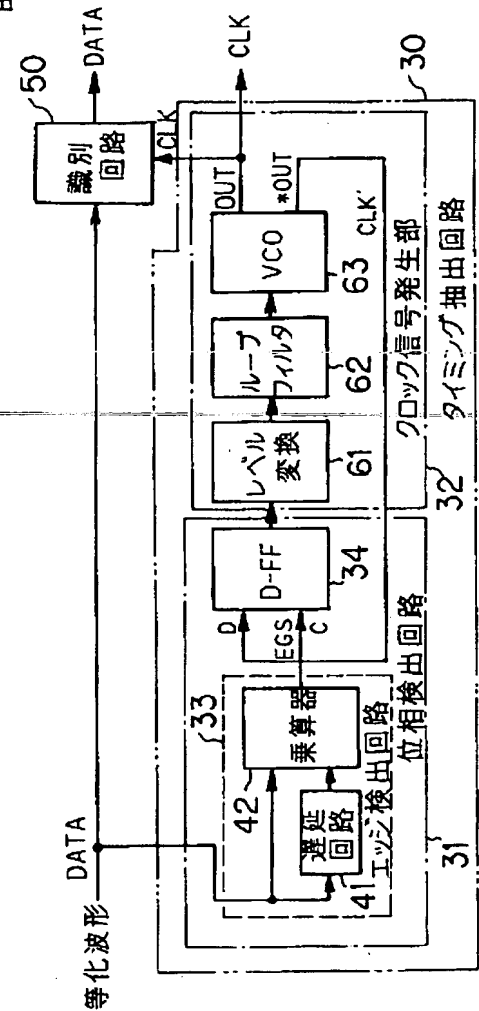 等化波形
DATA
DATA
50
識別
回路
CLK
CLK
OUT
*OUT
CLK'
VCO
63
ループ
フィルタ
62
レベル
変換
61
D-FF
34
D
EGS
C
33
42
乗算器
遅延
回路
41
エッジ検出回路
位相検出回路
31
クロック信号発生部
32
タイミング抽出回路
30